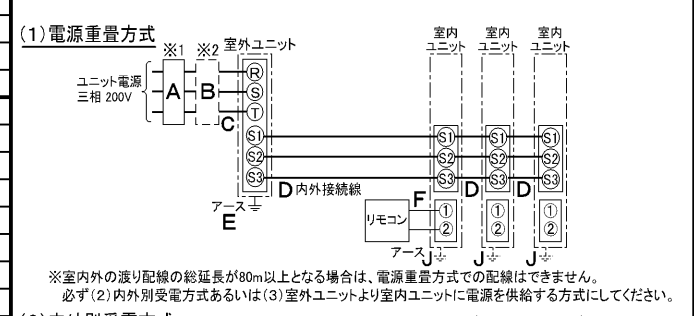 (1)電源重畳方式
※1 ※2 室外ユニット
室内ユニット 室内ユニット 室内ユニット
ユニット電源
三相 200V
A B C
R
S
T
S1 S1 S1 S1
S2 S2 S2 S2
S3 S3 S3 S3
D 内外接続線 D D
アース
E
リモコン
F
① ① ①
② ② ②
アース J J J
※室内外の渡り配線の総延長が80m以上となる場合は、電源重畳方式での配線はできません。
必ず(2)内外別受電方式あるいは(3)室外ユニットより室内ユニットに電源を供給する方式にしてください。